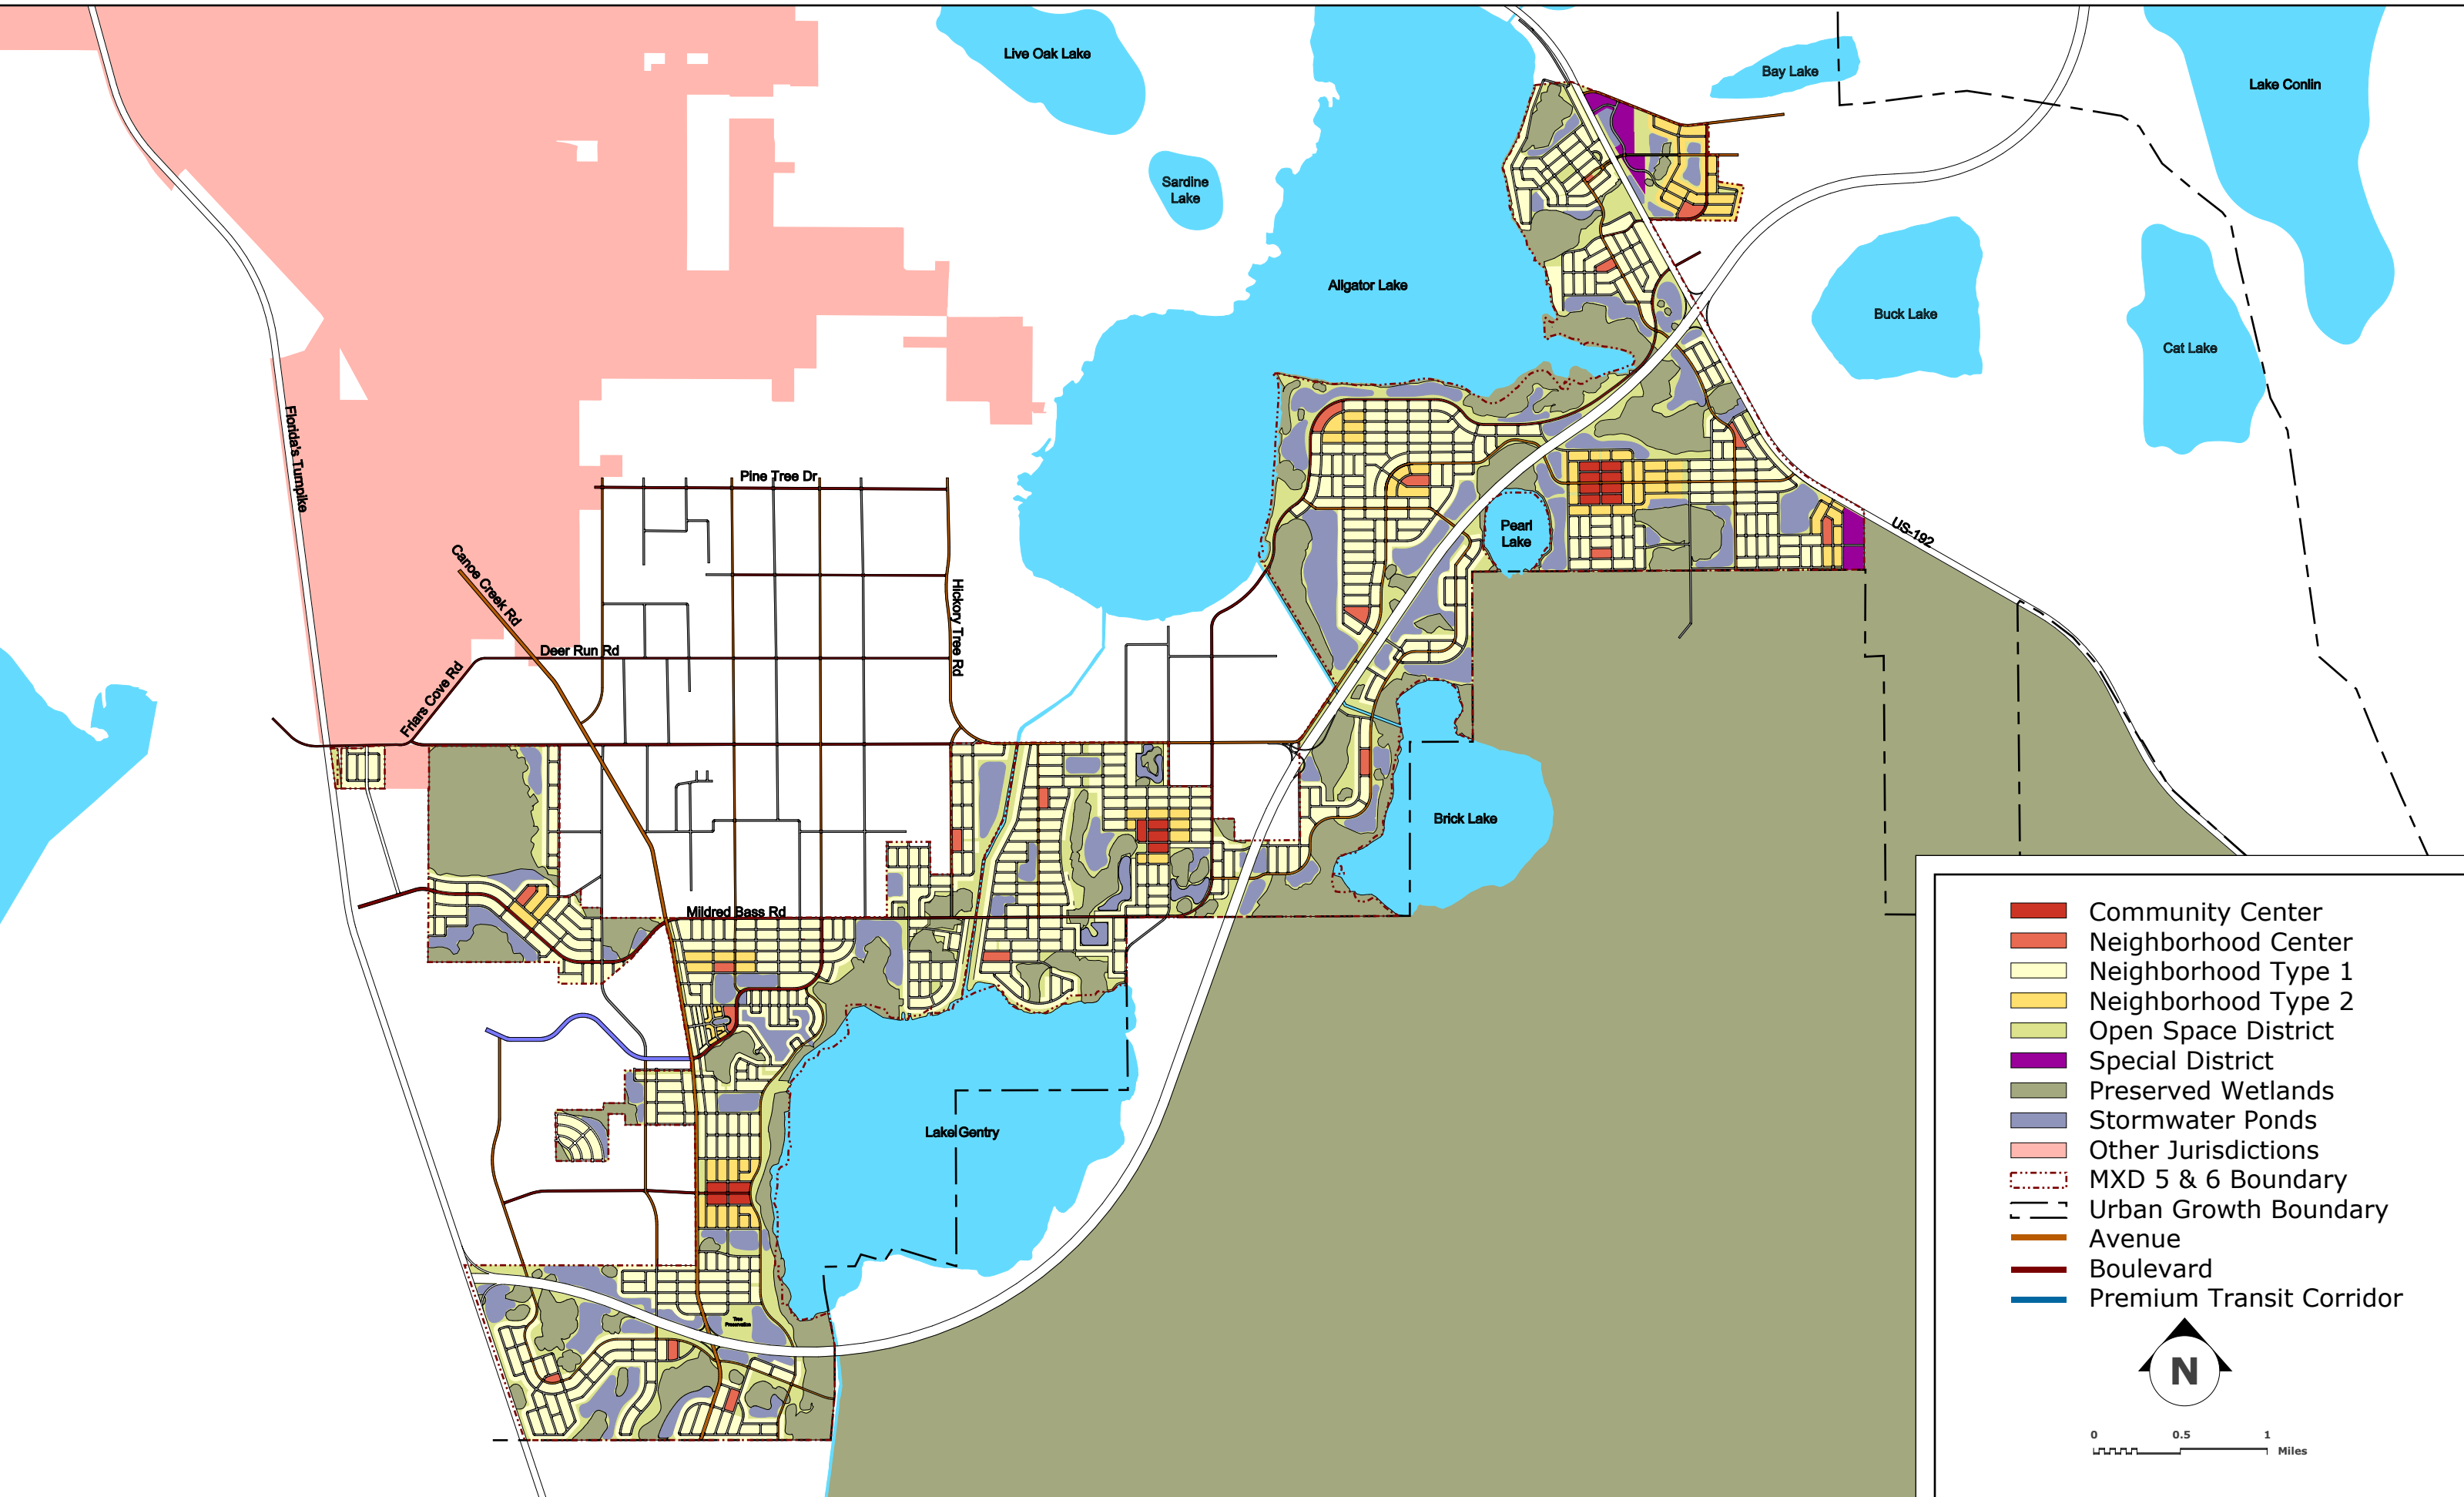 Live Oak Lake
Bay Lake
Lake Conlin
Sardine
Lake
Alligator Lake
Buck Lake
Cat Lake
Florida's Turnpike
Pine Tree Dr
Pearl
Lake
US-192
Canoe Creek Rd
Hickory Tree Rd
Deer Run Rd
Friars Cove Rd
Brick Lake
Mildred Bass Rd
Lake Gentry
Tree
Preservation
Community Center
Neighborhood Center
Neighborhood Type 1
Neighborhood Type 2
Open Space District
Special District
Preserved Wetlands
Stormwater Ponds
Other Jurisdictions
MXD 5 & 6 Boundary
Urban Growth Boundary
Avenue
Boulevard
Premium Transit Corridor
N
0 0.5 1
Miles